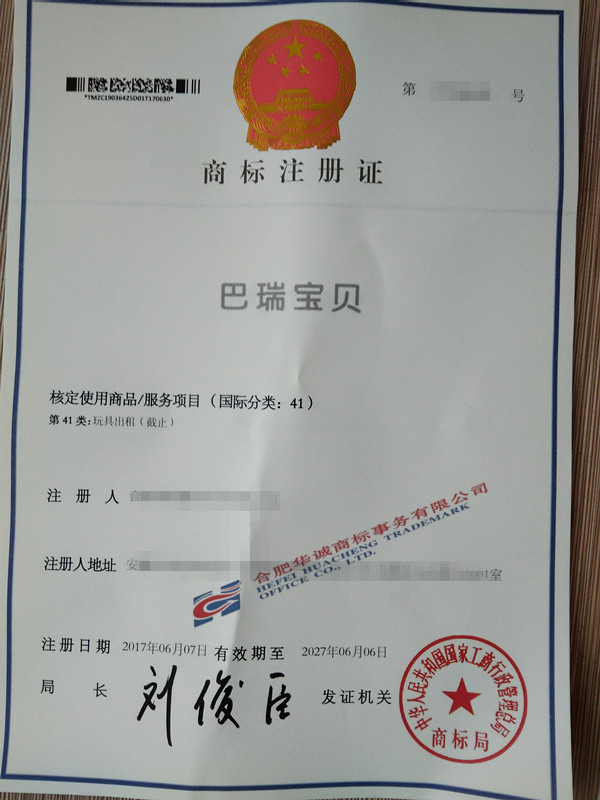 *TMZC19036425D01T170630*
第 号
商标注册证
巴瑞宝贝
核定使用商品/服务项目（国际分类：41）
第 41 类：玩具出租（截止）
注册人
注册人地址 安 001室
合肥华诚商标事务有限公司
HEFEI HUACHENG TRADEMARK
OFFICE CO., LTD.
注册日期 2017年06月07日 有效期至 2027年06月06日
局长 刘俊臣 发证机关
中华人民共和国国家工商行政管理总局
商标局